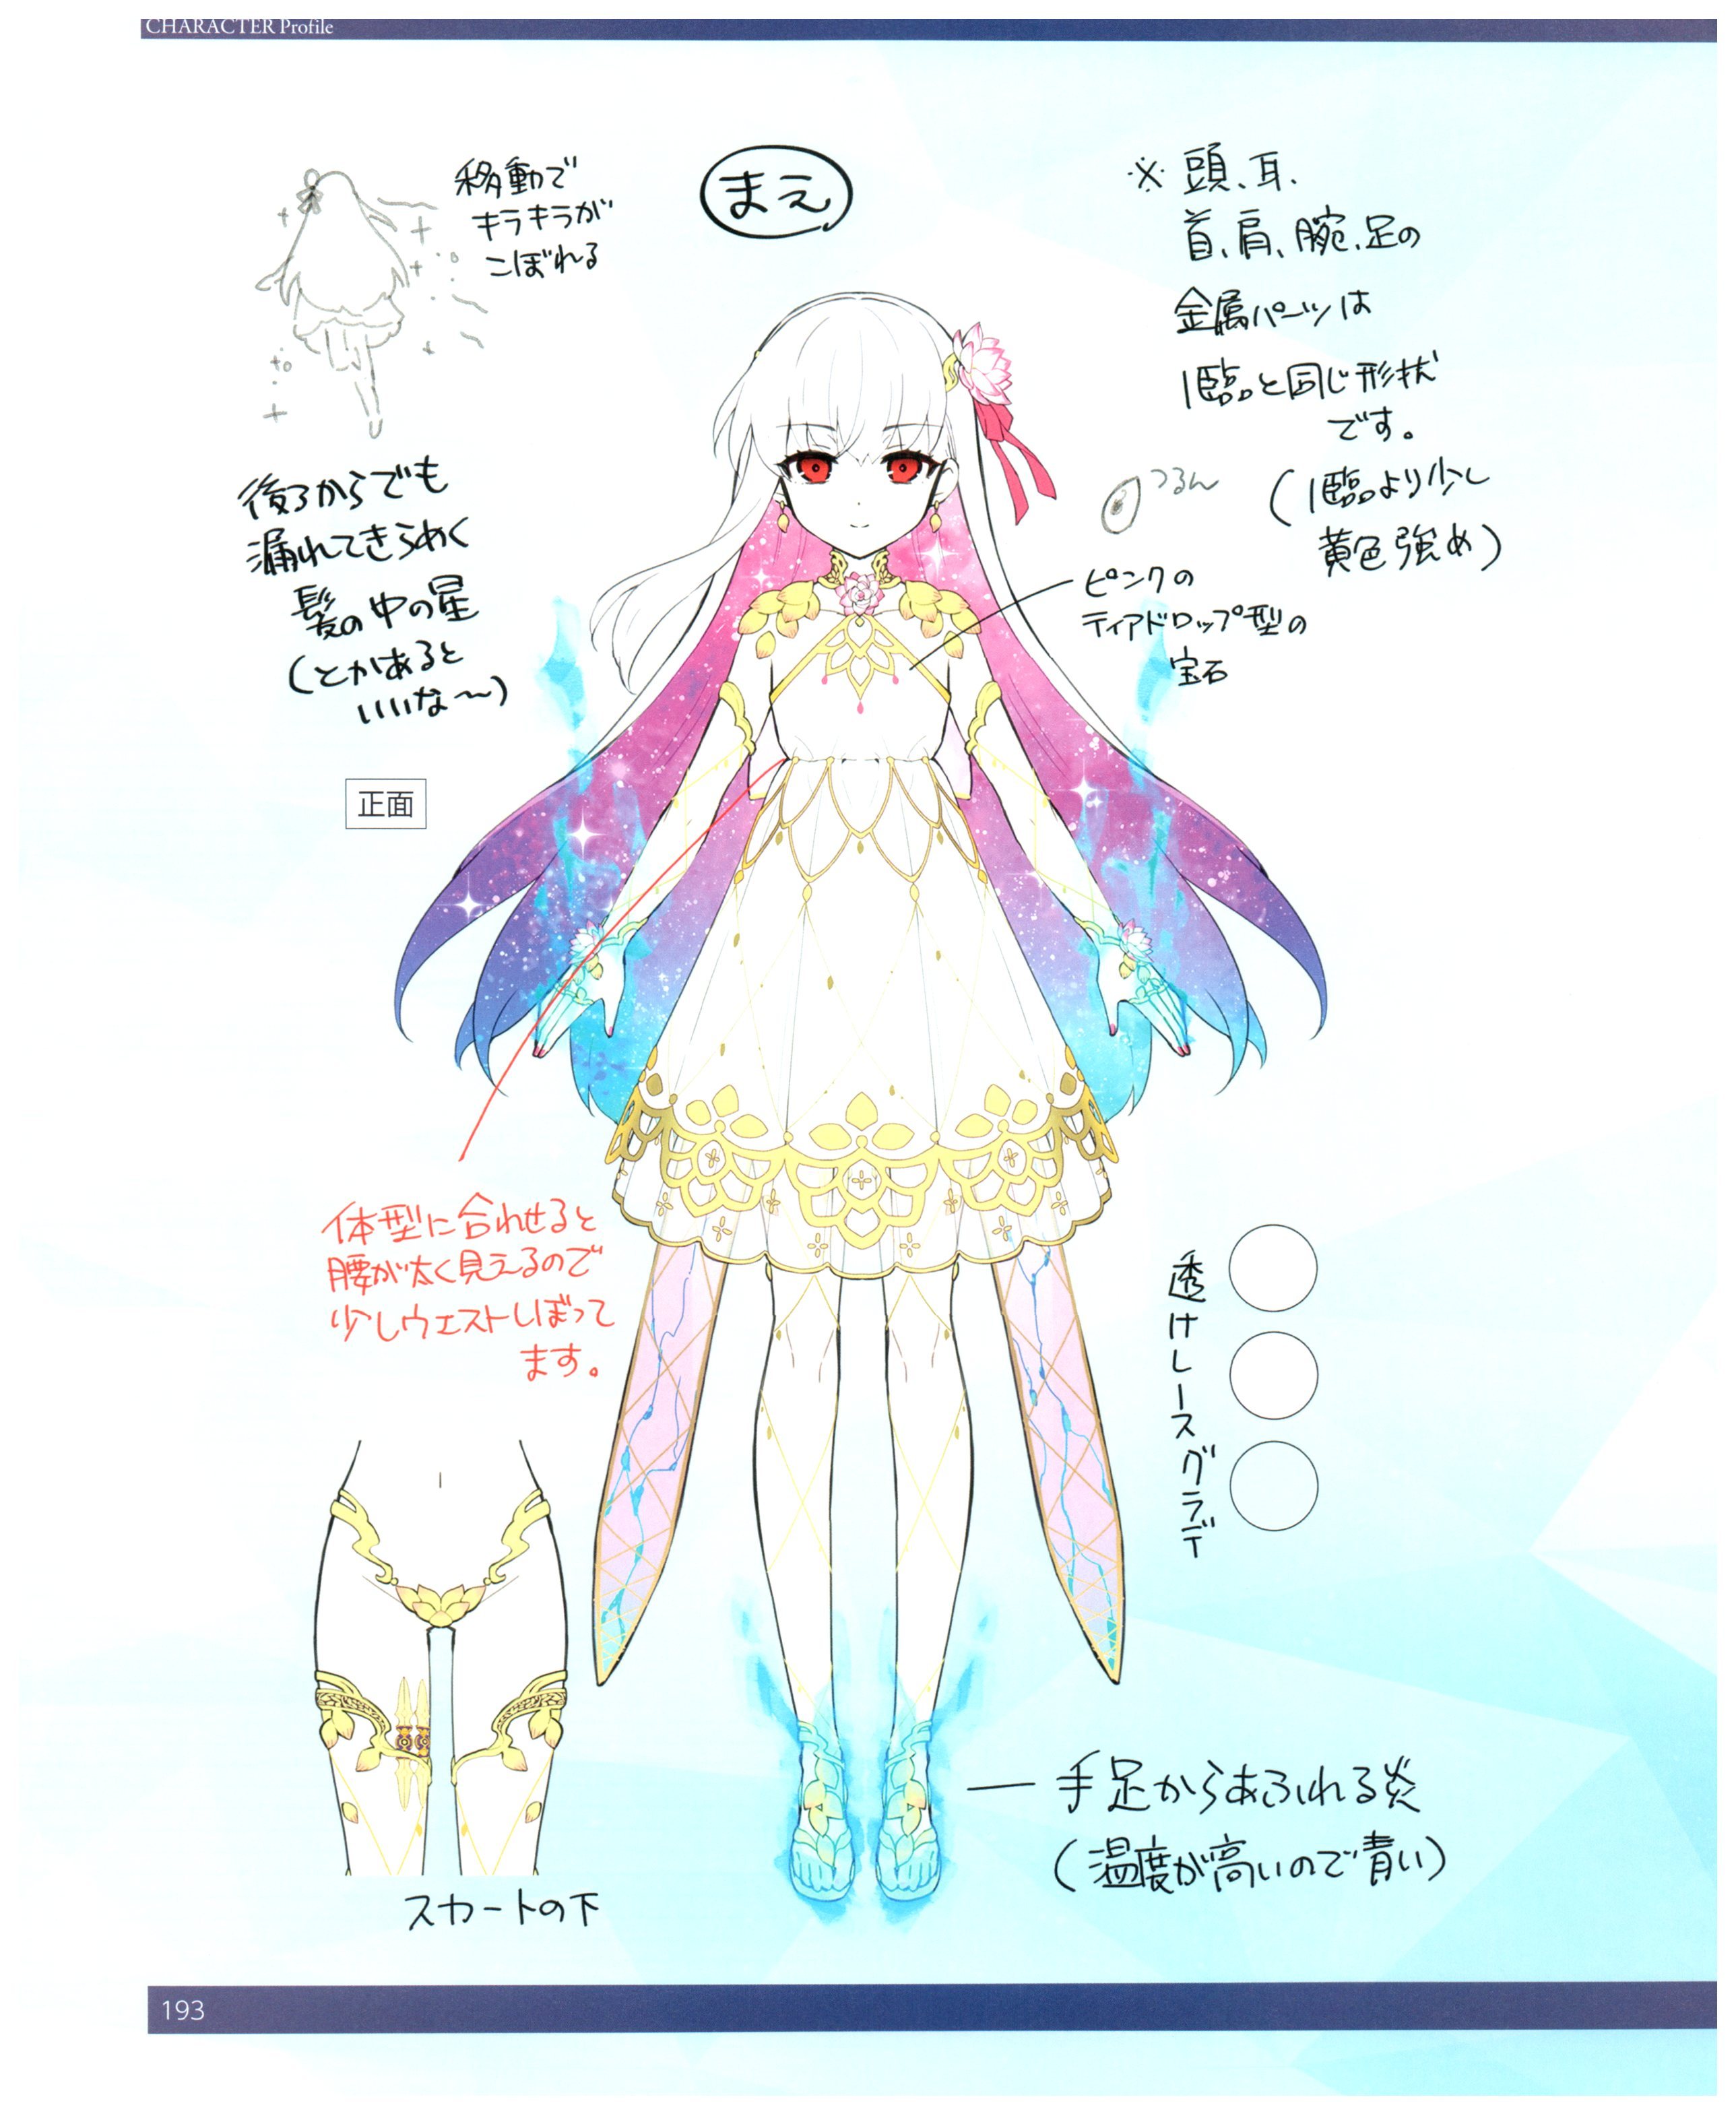 CHARACTER Profile
移動で
キラキラが
こぼれる
まえ
※頭、耳、
首、肩、腕、足の
金属パーツは
1臨と同じ形状
です。
(1臨より少し
黄色強め)
つるん
ピンクの
ティアドロップ型の
宝石
後ろからでも
漏れてきらめく
髪の中の星
(とかあると
いいな〜)
正面
体型に合わせると
腰が太く見えるので
少しウエストしぼって
ます。
透けレースグラデ
スカートの下
手足からあふれる炎
(温度が高いので青い)
193